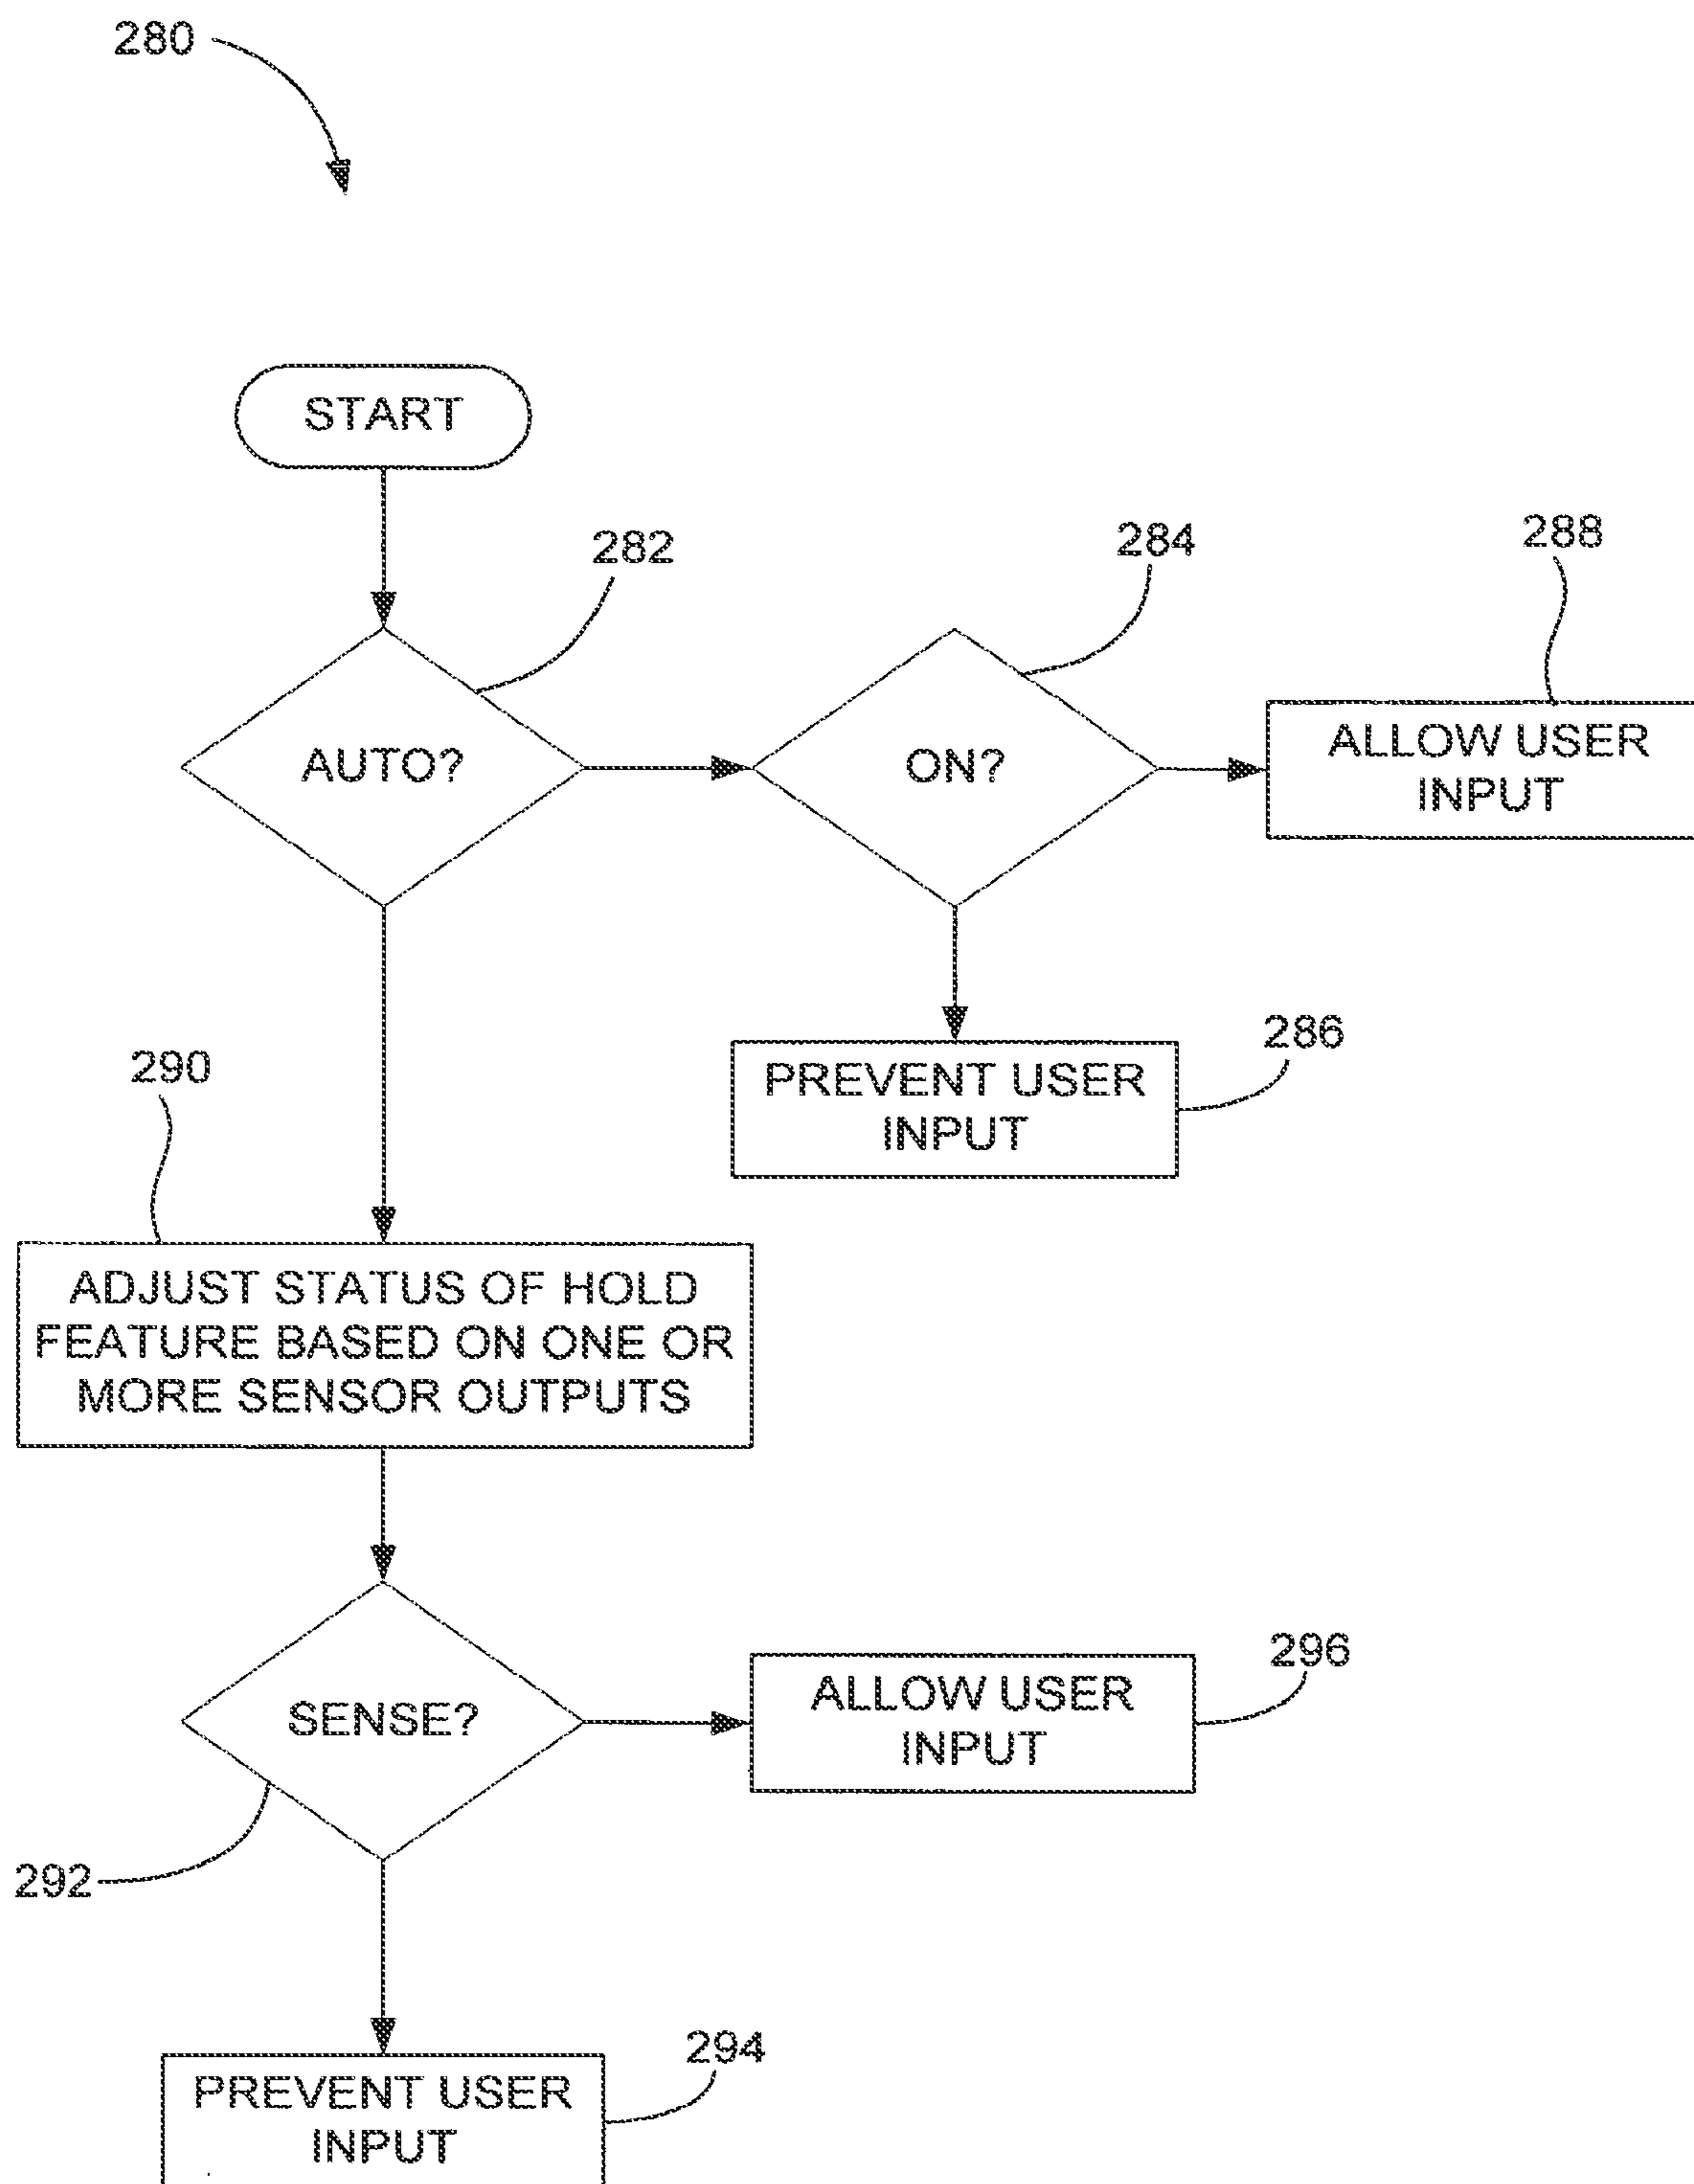 280
START
282
284
288
AUTO?
ON?
ALLOW USER
INPUT
286
PREVENT USER
INPUT
290
ADJUST STATUS OF HOLD
FEATURE BASED ON ONE OR
MORE SENSOR OUTPUTS
SENSE?
296
ALLOW USER
INPUT
292
294
PREVENT USER
INPUT